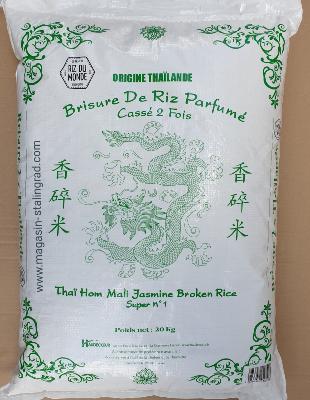 RIZ DU
MONDE
ORIGINE THAÏLANDE
Brisure De Riz Parfumé
Cassé 2 Fois
香碎米
香碎米
www.magasin-stalingrad.com
Thaï Hom Mali Jasmine Broken Rice
Super n°1
Poids net : 20 kg